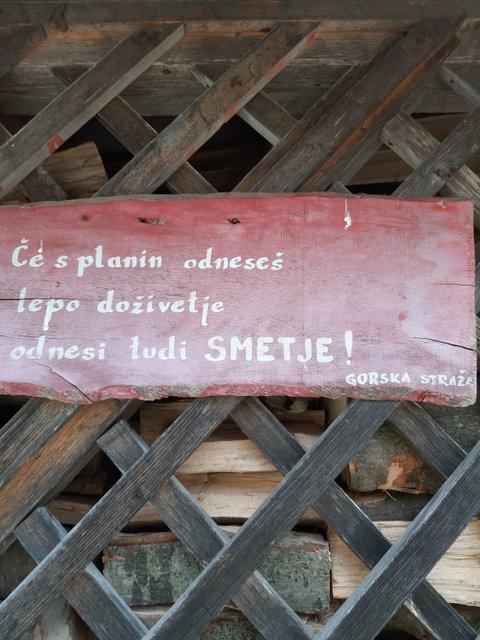 Če s planin odneseš
lepo doživetje
odnesi tudi SMETJE!
GORSKA STRAŽA